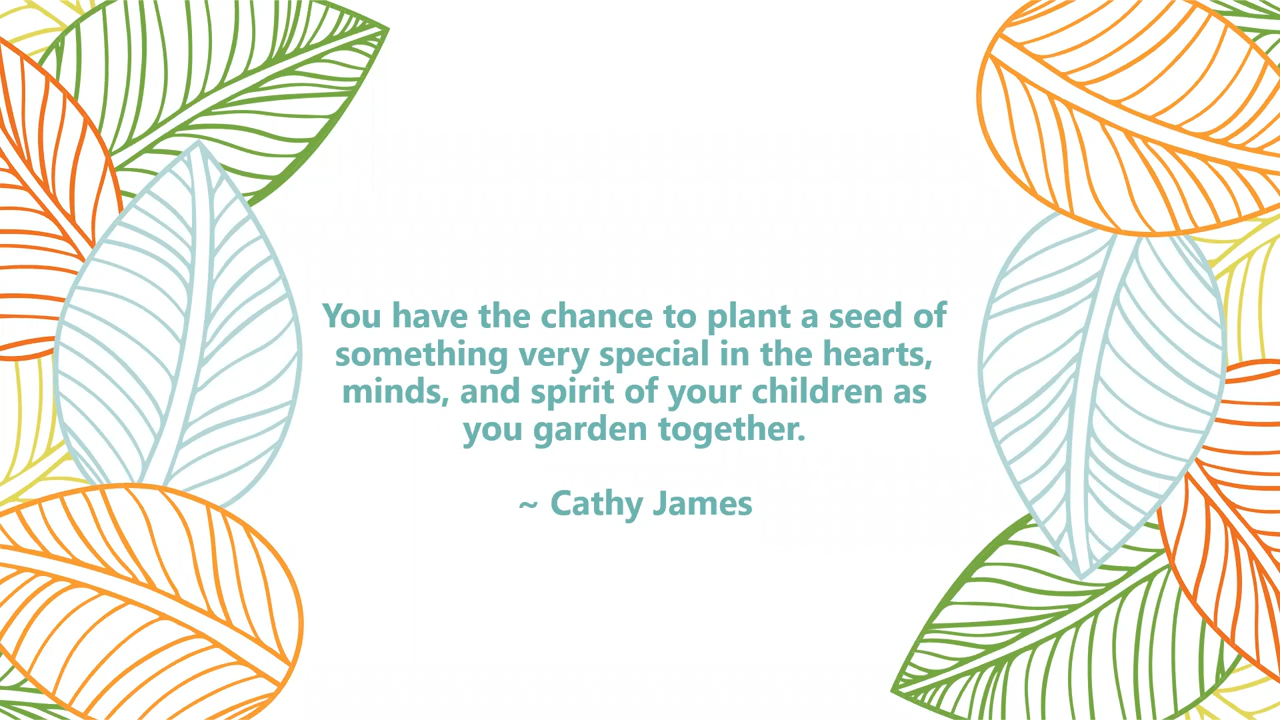 You have the chance to plant a seed of
something very special in the hearts,
minds, and spirit of your children as
you garden together.
~ Cathy James